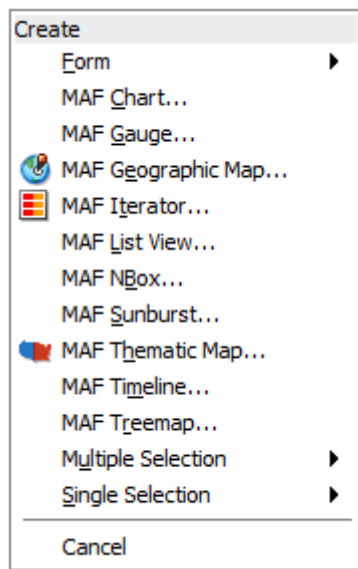 Create
Form
MAF Chart...
MAF Gauge...
MAF Geographic Map...
MAF Iterator...
MAF List View...
MAF NBox...
MAF Sunburst...
MAF Thematic Map...
MAF Timeline...
MAF Treemap...
Multiple Selection
Single Selection
Cancel